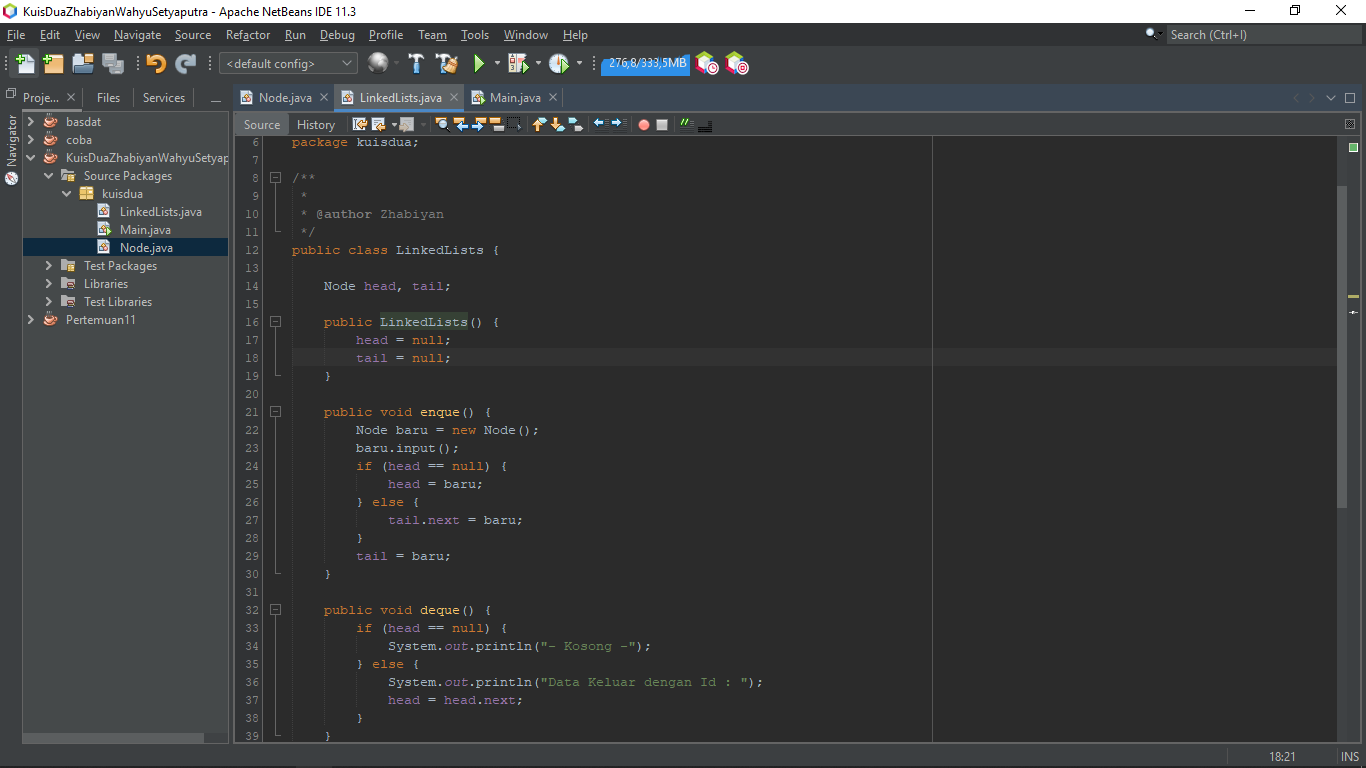 KuisDuaZhabiyanWahyuSetyaputra - Apache NetBeans IDE 11.3
File Edit View Navigate Source Refactor Run Debug Profile Team Tools Window Help
Search (Ctrl+I)
<default config>
276,8/333,5MB
Proje...
Files
Services
Node.java
LinkedLists.java
Main.java
Navigator
basdat
coba
KuisDuaZhabiyanWahyuSetyap
Source Packages
kuisdua
LinkedLists.java
Main.java
Node.java
Test Packages
Libraries
Test Libraries
Pertemuan11
Source
History
6 package kuisdua;
7
8 /**
9 *
10 * @author Zhabiyan
11 */
12 public class LinkedLists {
13
14 Node head, tail;
15
16 public LinkedLists() {
17 head = null;
18 tail = null;
19 }
20
21 public void enque() {
22 Node baru = new Node();
23 baru.input();
24 if (head == null) {
25 head = baru;
26 } else {
27 tail.next = baru;
28 }
29 tail = baru;
30 }
31
32 public void deque() {
33 if (head == null) {
34 System.out.println("- Kosong -");
35 } else {
36 System.out.println("Data Keluar dengan Id : ");
37 head = head.next;
38 }
39 }
18:21
INS